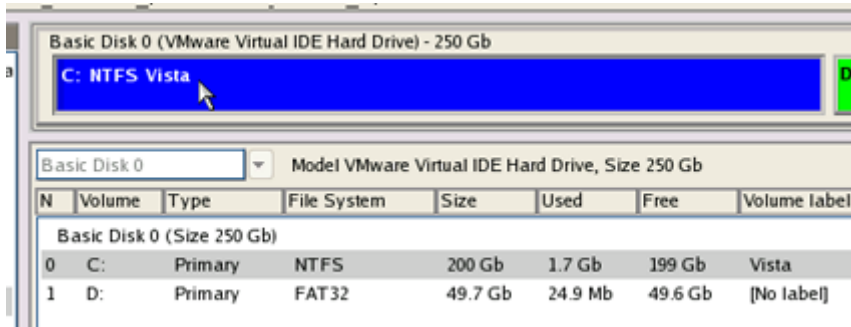 Basic Disk 0 (VMware Virtual IDE Hard Drive) - 250 Gb
C: NTFS Vista D
Basic Disk 0 Model VMware Virtual IDE Hard Drive, Size 250 Gb
N Volume Type File System Size Used Free Volume label
Basic Disk 0 (Size 250 Gb)
0 C: Primary NTFS 200 Gb 1.7 Gb 199 Gb Vista
1 D: Primary FAT32 49.7 Gb 24.9 Mb 49.6 Gb [No label]